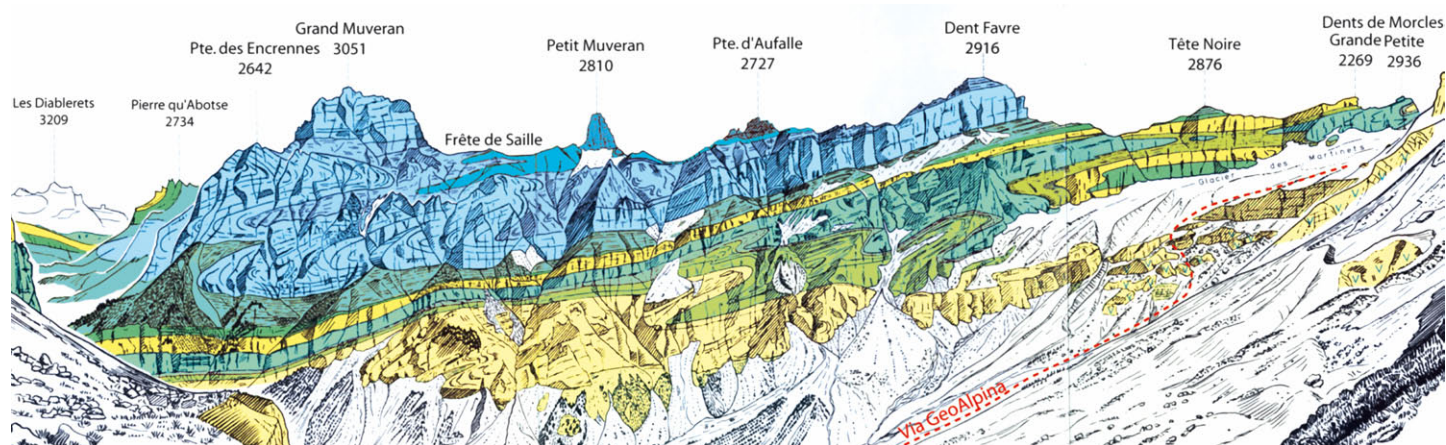 Les Diablerets
3209
Pierre qu'Abotse
2734
Pte. des Encrennes
2642
Grand Muveran
3051
Frête de Saille
Petit Muveran
2810
Pte. d'Aufalle
2727
Dent Favre
2916
Tête Noire
2876
Dents de Morcles
Grande Petite
2269 2936
Glacier des Martinets
Via GeoAlpina